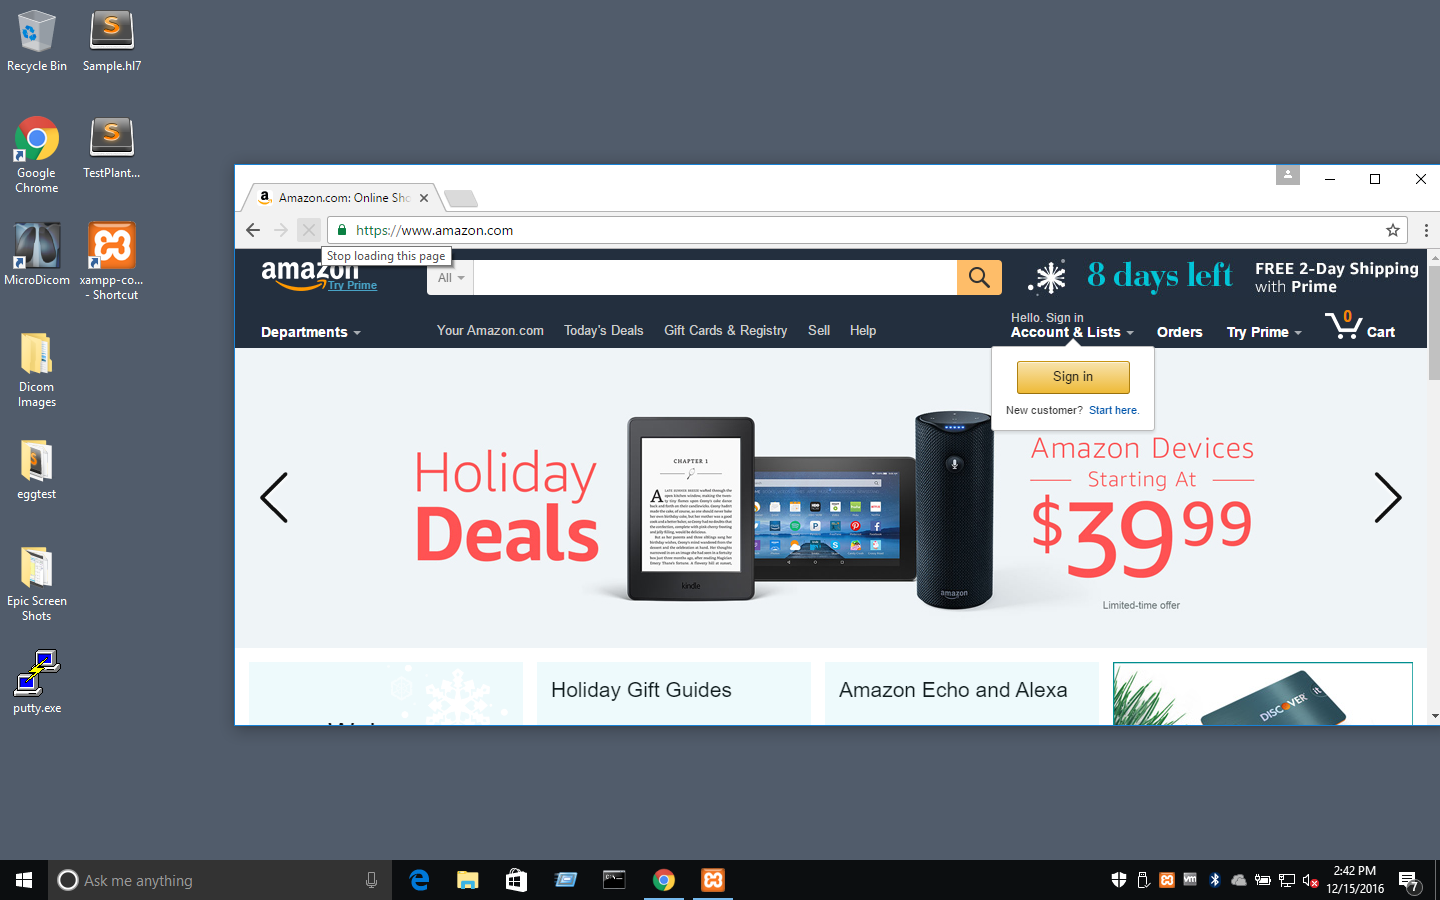 Recycle Bin
Sample.hl7
Google Chrome
TestPlant...
MicroDicom
xampp-co... - Shortcut
Dicom Images
eggtest
Epic Screen Shots
putty.exe
Amazon.com: Online Sho
https://www.amazon.com
Stop loading this page
amazon
Try Prime
All
8 days left
FREE 2-Day Shipping
with Prime
Departments
Your Amazon.com
Today's Deals
Gift Cards & Registry
Sell
Help
Hello. Sign in
Account & Lists
Orders
Try Prime
0
Cart
Sign in
New customer? Start here.
Holiday
Deals
CHAPTER 1
kindle
amazon
Amazon Devices
Starting At
$39 99
Limited-time offer
Holiday Gift Guides
Amazon Echo and Alexa
DISCOVER it
Ask me anything
2:42 PM
12/15/2016
7